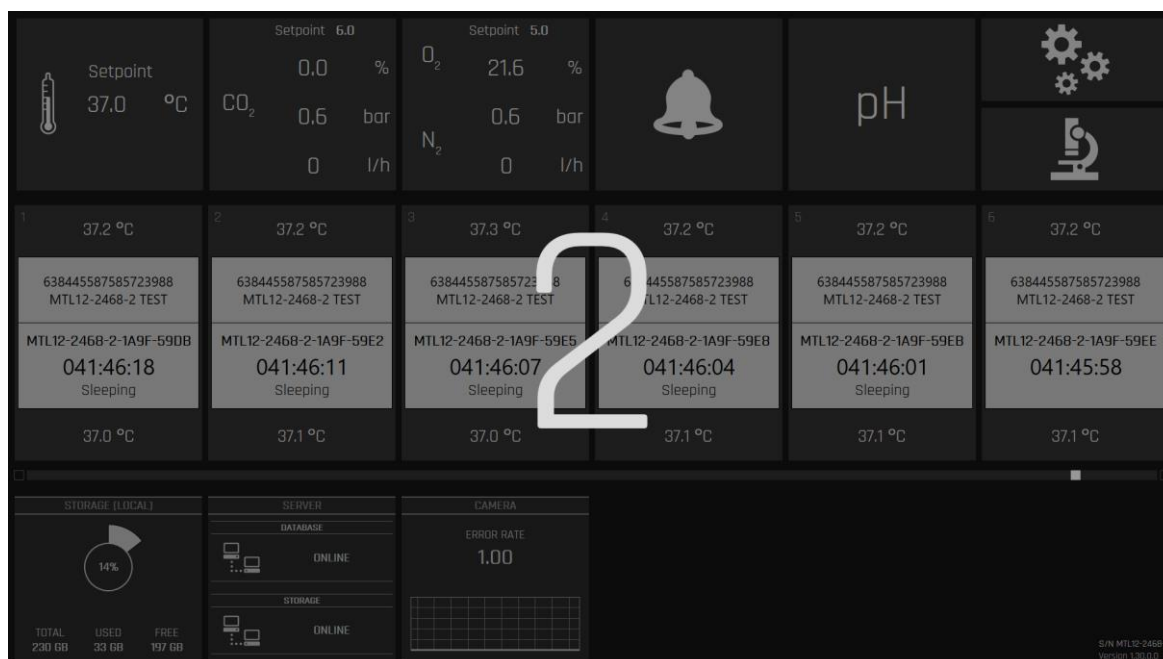 Setpoint
37.0 °C
Setpoint 6.0
0.0 %
CO2
0.6 bar
0 l/h
Setpoint 5.0
O2 21.6 %
0.6 bar
N2
0 l/h
pH
1
37.2 °C
638445587585723988
MTL12-2468-2 TEST
MTL12-2468-2-1A9F-59DB
041:46:18
Sleeping
37.0 °C
2
37.2 °C
638445587585723988
MTL12-2468-2 TEST
MTL12-2468-2-1A9F-59E2
041:46:11
Sleeping
37.1 °C
3
37.3 °C
MTL12-2468-2 TEST
MTL12-2468-2-1A9F-59E5
041:46:07
Sleeping
37.0 °C
4
37.2 °C
TEST
MTL12-2468-2-1A9F-59E8
041:46:04
Sleeping
37.1 °C
5
37.2 °C
638445587585723988
MTL12-2468-2 TEST
MTL12-2468-2-1A9F-59EB
041:46:01
Sleeping
37.1 °C
6
37.2 °C
638445587585723988
MTL12-2468-2 TEST
MTL12-2468-2-1A9F-59EE
041:45:58
37.1 °C
2
STORAGE (LOCAL)
14%
TOTAL USED FREE
230 GB 33 GB 197 GB
SERVER
DATABASE
ONLINE
STORAGE
ONLINE
CAMERA
ERROR RATE
1.00
S/N MTL12-2468
Version 1.30.0.0